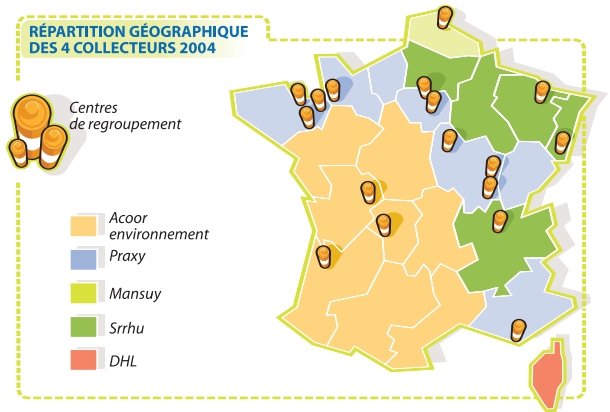 RÉPARTITION GÉOGRAPHIQUE
DES 4 COLLECTEURS 2004
Centres
de regroupement
Acoor
environnement
Praxy
Mansuy
Srrhu
DHL